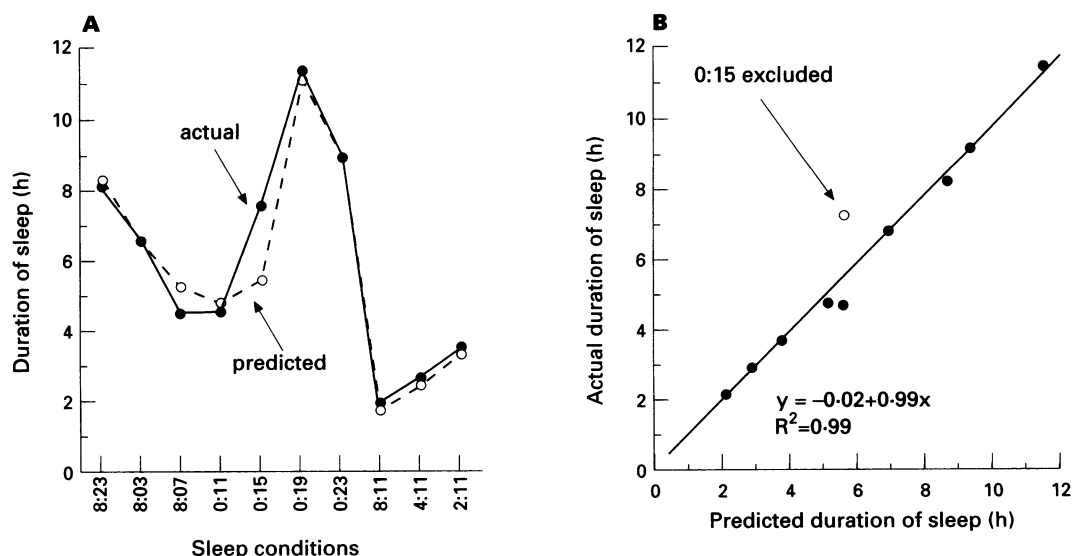 A
12
10
8
6
4
2
0
Duration of sleep (h)
actual
predicted
8:23
8:03
8:07
0:11
0:15
0:19
0:23
8:11
4:11
2:11
Sleep conditions
B
12
10
8
6
4
2
0
Actual duration of sleep (h)
0:15 excluded
y = –0·02+0·99x
R²=0·99
0
2
4
6
8
10
12
Predicted duration of sleep (h)